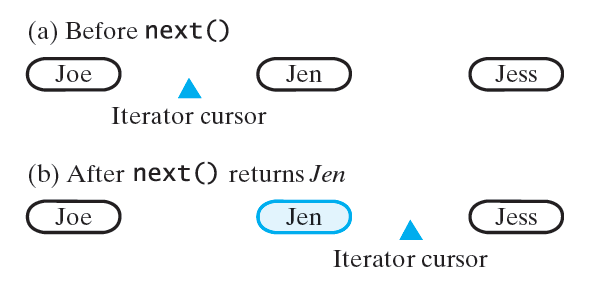 (a) Before next()
Joe Jen Jess
Iterator cursor
(b) After next() returns Jen
Joe Jen Jess
Iterator cursor